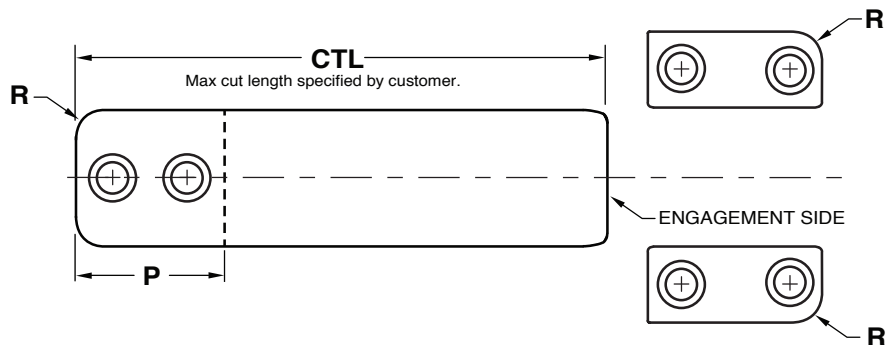 CTL
R
Max cut length specified by customer.
R
ENGAGEMENT SIDE
P
R